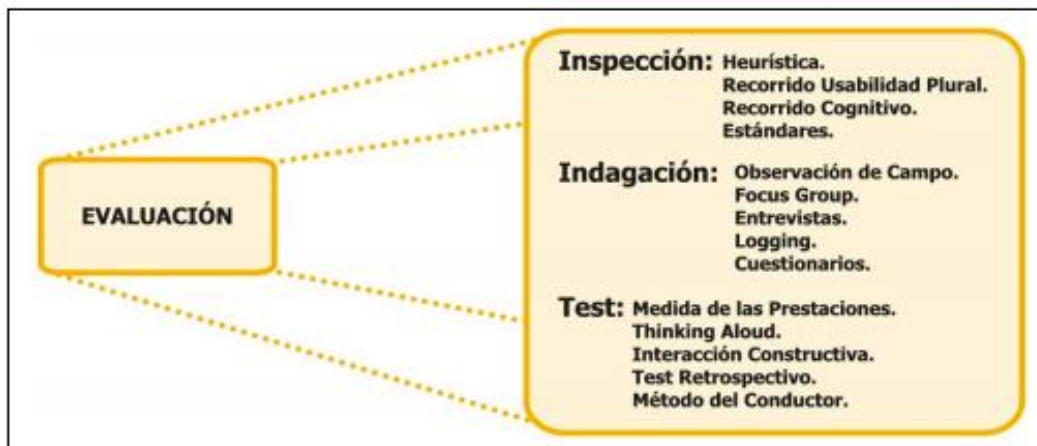 EVALUACIÓN
Inspección: Heurística.
Recorrido Usabilidad Plural.
Recorrido Cognitivo.
Estándares.
Indagación: Observación de Campo.
Focus Group.
Entrevistas.
Logging.
Cuestionarios.
Test: Medida de las Prestaciones.
Thinking Aloud.
Interacción Constructiva.
Test Retrospectivo.
Método del Conductor.